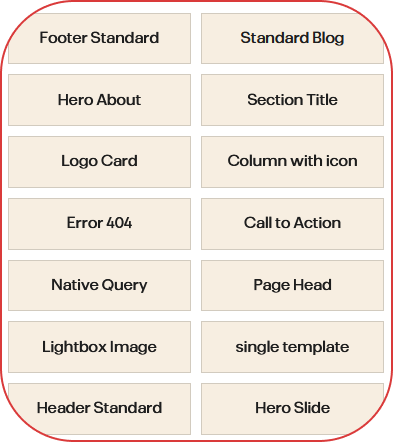 Footer Standard
Standard Blog
Hero About
Section Title
Logo Card
Column with icon
Error 404
Call to Action
Native Query
Page Head
Lightbox Image
single template
Header Standard
Hero Slide